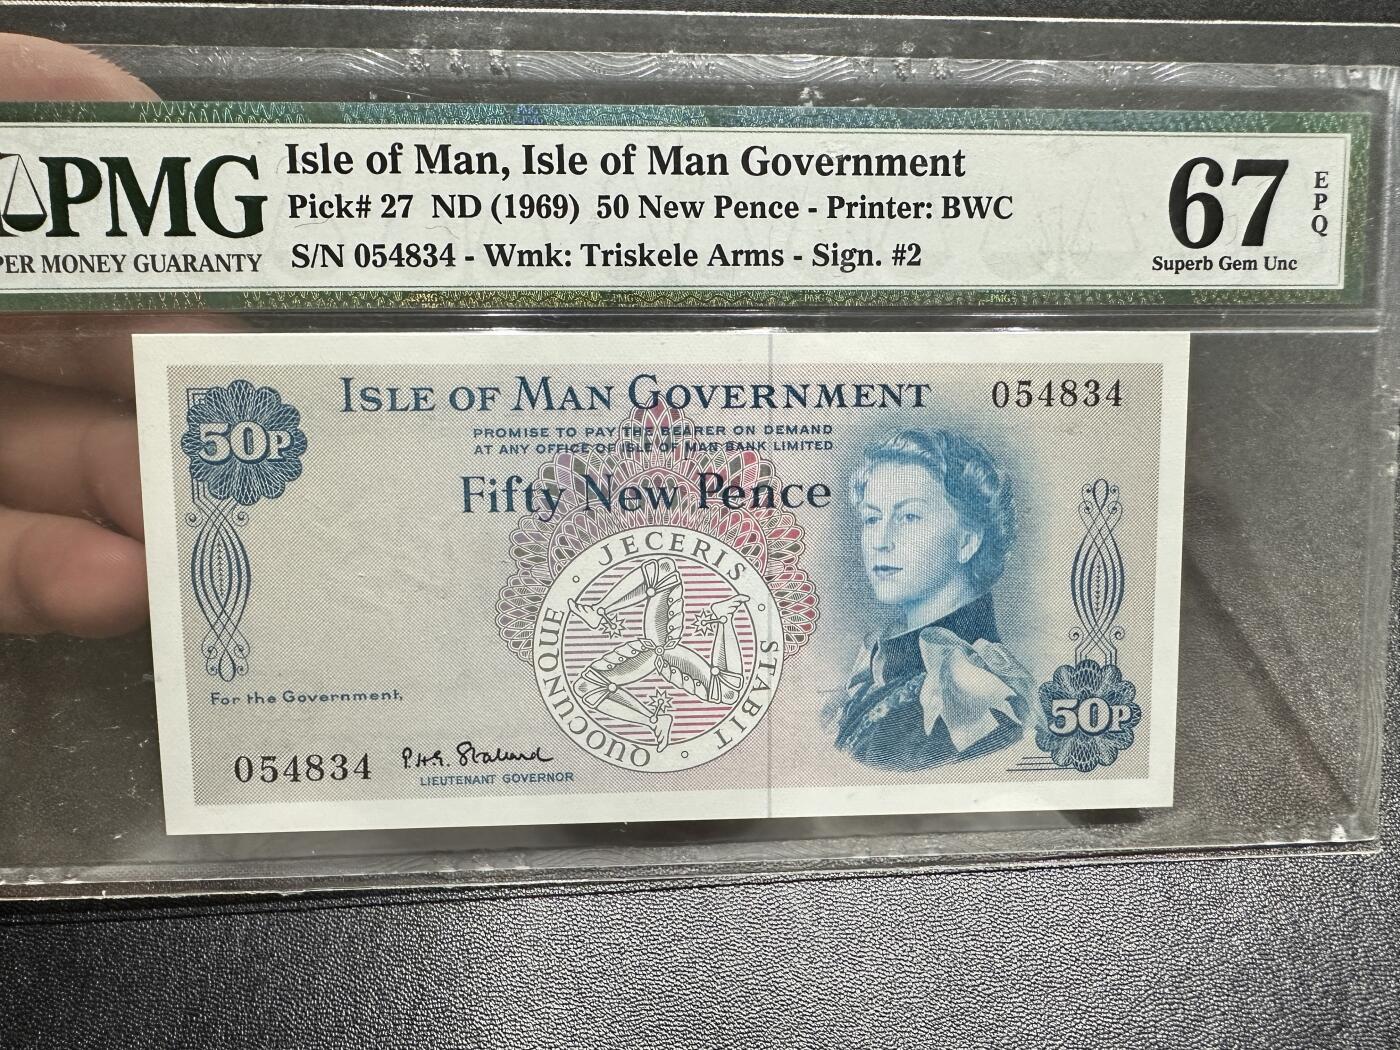 PMG
PER MONEY GUARANTY
Isle of Man, Isle of Man Government
Pick# 27 ND (1969) 50 New Pence - Printer: BWC
S/N 054834 - Wmk: Triskele Arms - Sign. #2
67
EPQ
Superb Gem Unc
ISLE OF MAN GOVERNMENT
054834
PROMISE TO PAY THE BEARER ON DEMAND
AT ANY OFFICE OF ISLE OF MAN BANK LIMITED
50P
Fifty New Pence
QUOCUNQUE · JECERIS · STABIT ·
For the Government,
50P
054834
P.H.G. Stallard
LIEUTENANT GOVERNOR